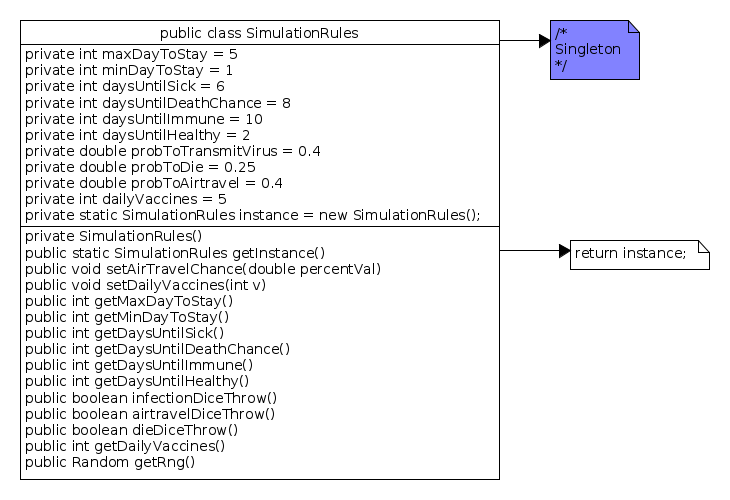 public class SimulationRules
private int maxDayToStay = 5
private int minDayToStay = 1
private int daysUntilSick = 6
private int daysUntilDeathChance = 8
private int daysUntilImmune = 10
private int daysUntilHealthy = 2
private double probToTransmitVirus = 0.4
private double probToDie = 0.25
private double probToAirtravel = 0.4
private int dailyVaccines = 5
private static SimulationRules instance = new SimulationRules();
private SimulationRules()
public static SimulationRules getInstance()
public void setAirTravelChance(double percentVal)
public void setDailyVaccines(int v)
public int getMaxDayToStay()
public int getMinDayToStay()
public int getDaysUntilSick()
public int getDaysUntilDeathChance()
public int getDaysUntilImmune()
public int getDaysUntilHealthy()
public boolean infectionDiceThrow()
public boolean airtravelDiceThrow()
public boolean dieDiceThrow()
public int getDailyVaccines()
public Random getRng()
/*
Singleton
*/
return instance;